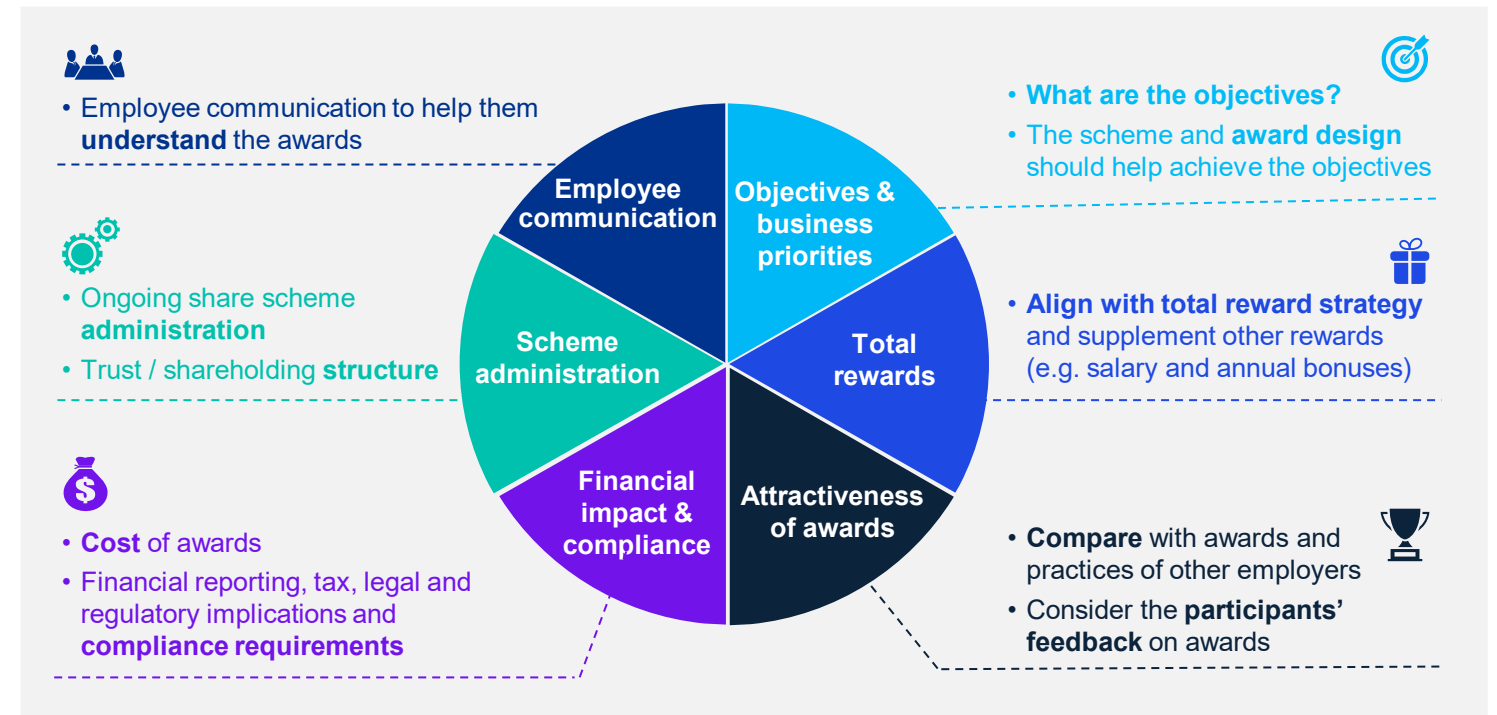 • Employee communication to help them
understand the awards
• Ongoing share scheme
administration
• Trust / shareholding structure
$
• Cost of awards
• Financial reporting, tax, legal and
regulatory implications and
compliance requirements
Employee
communication
Objectives &
business
priorities
Scheme
administration
Total
rewards
Financial
impact &
compliance
Attractiveness
of awards
• What are the objectives?
• The scheme and award design
should help achieve the objectives
• Align with total reward strategy
and supplement other rewards
(e.g. salary and annual bonuses)
• Compare with awards and
practices of other employers
• Consider the participants’
feedback on awards